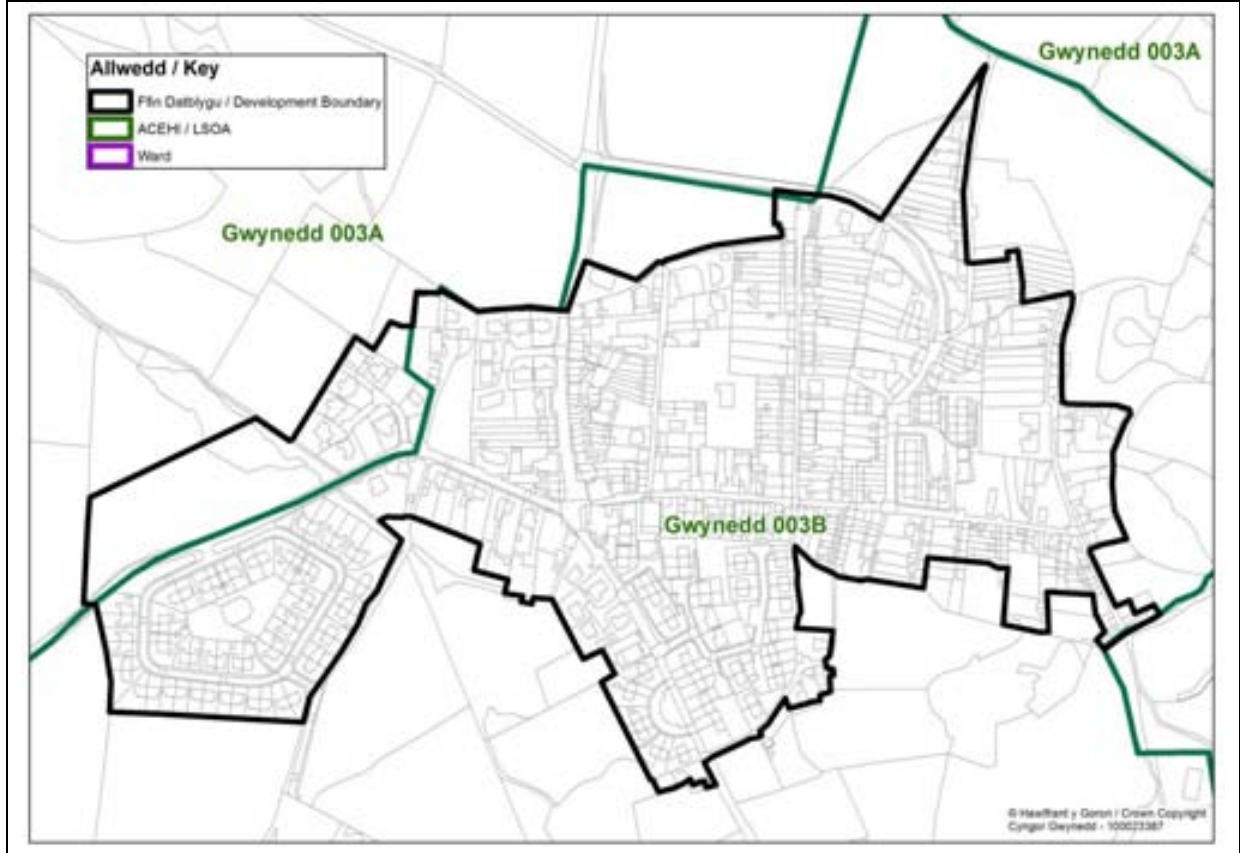 Allwedd / Key
Ffin Datblygu / Development Boundary
ACEHI / LSOA
Ward
Gwynedd 003A
Gwynedd 003A
Gwynedd 003B
© Hawlfraint y Goron / Crown Copyright
Cyngor Gwynedd - 100023387